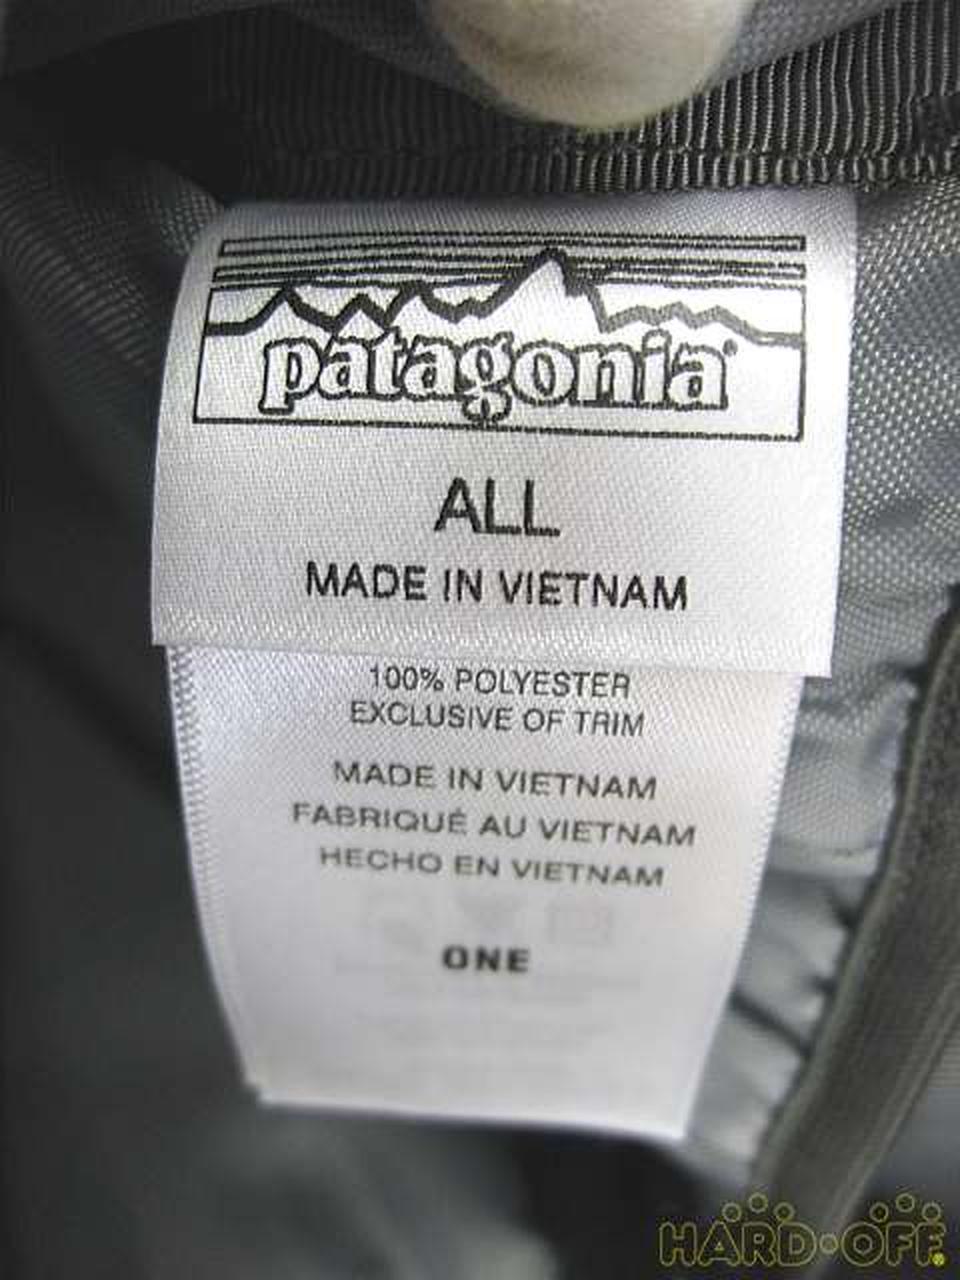 patagonia®
ALL
MADE IN VIETNAM
100% POLYESTER
EXCLUSIVE OF TRIM
MADE IN VIETNAM
FABRIQUÉ AU VIETNAM
HECHO EN VIETNAM
ONE
HARD·OFF®